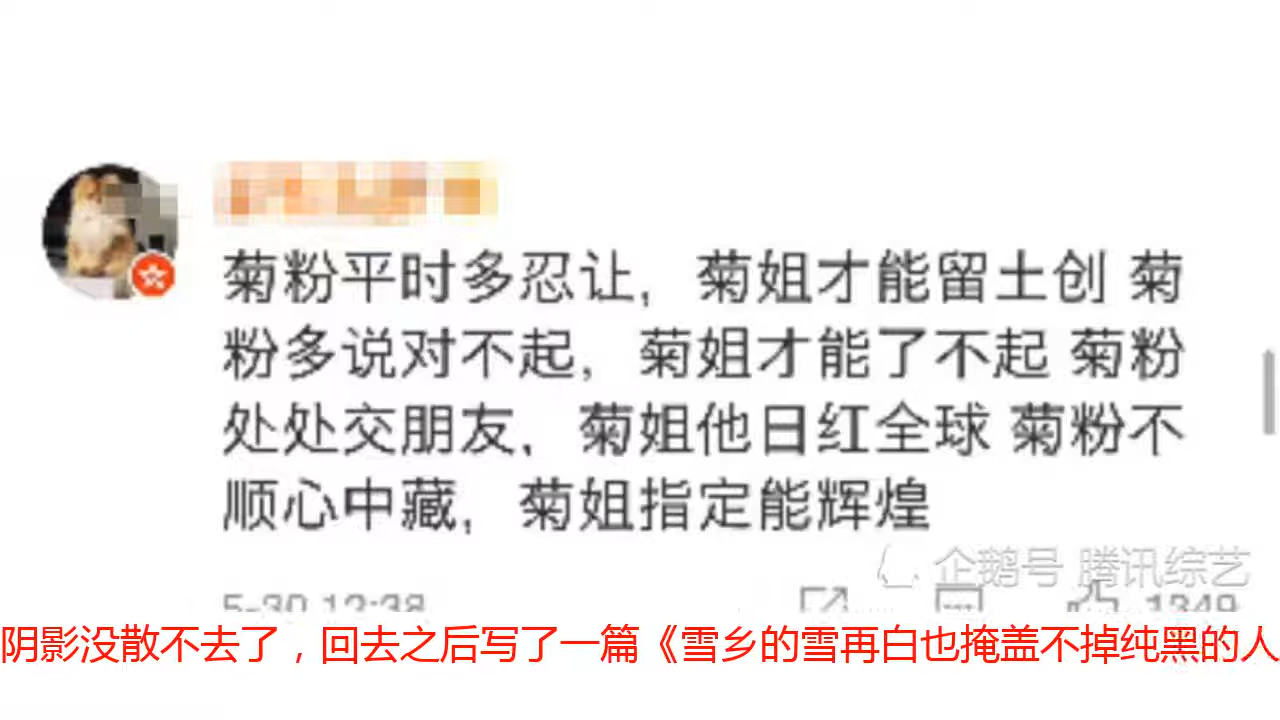 菊粉平时多忍让，菊姐才能留土创 菊
粉多说对不起，菊姐才能了不起 菊粉
处处交朋友，菊姐他日红全球 菊粉不
顺心中藏，菊姐指定能辉煌
企鹅号 腾讯综艺
5-30 12:38
1349
阴影没散不去了，回去之后写了一篇《雪乡的雪再白也掩盖不掉纯黑的人